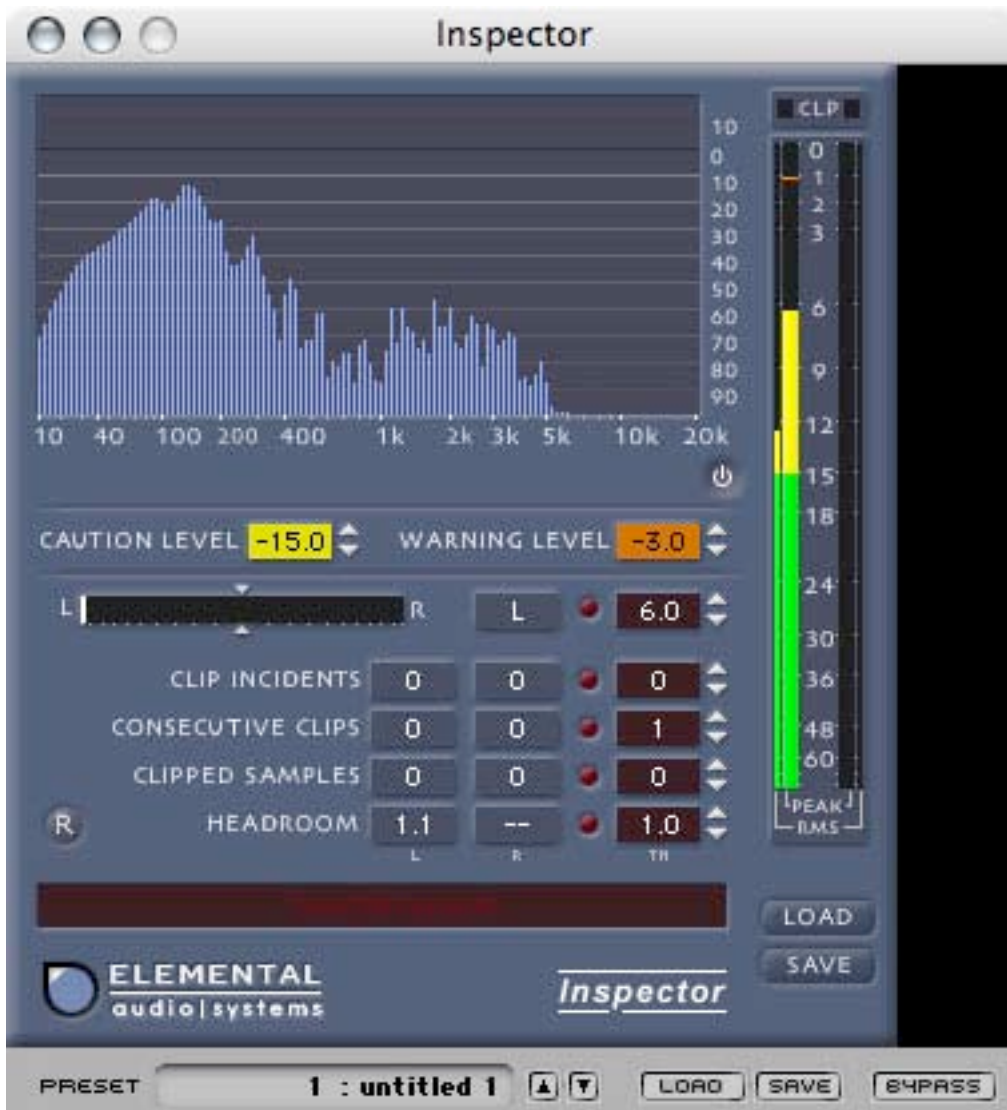 Inspector
CLP
10
0
10
20
30
40
50
60
70
80
90
10 40 100 200 400 1k 2k 3k 5k 10k 20k
0
1
2
3
6
9
12
15
18
24
30
36
48
60
PEAK
RMS
CAUTION LEVEL -15.0 WARNING LEVEL -3.0
L R L 6.0
CLIP INCIDENTS 0 0 0
CONSECUTIVE CLIPS 0 0 1
CLIPPED SAMPLES 0 0 0
R HEADROOM 1.1 -- 1.0
L R TH
LOAD
SAVE
ELEMENTAL
audio|systems
Inspector
PRESET 1 : untitled 1 LOAD SAVE BYPASS